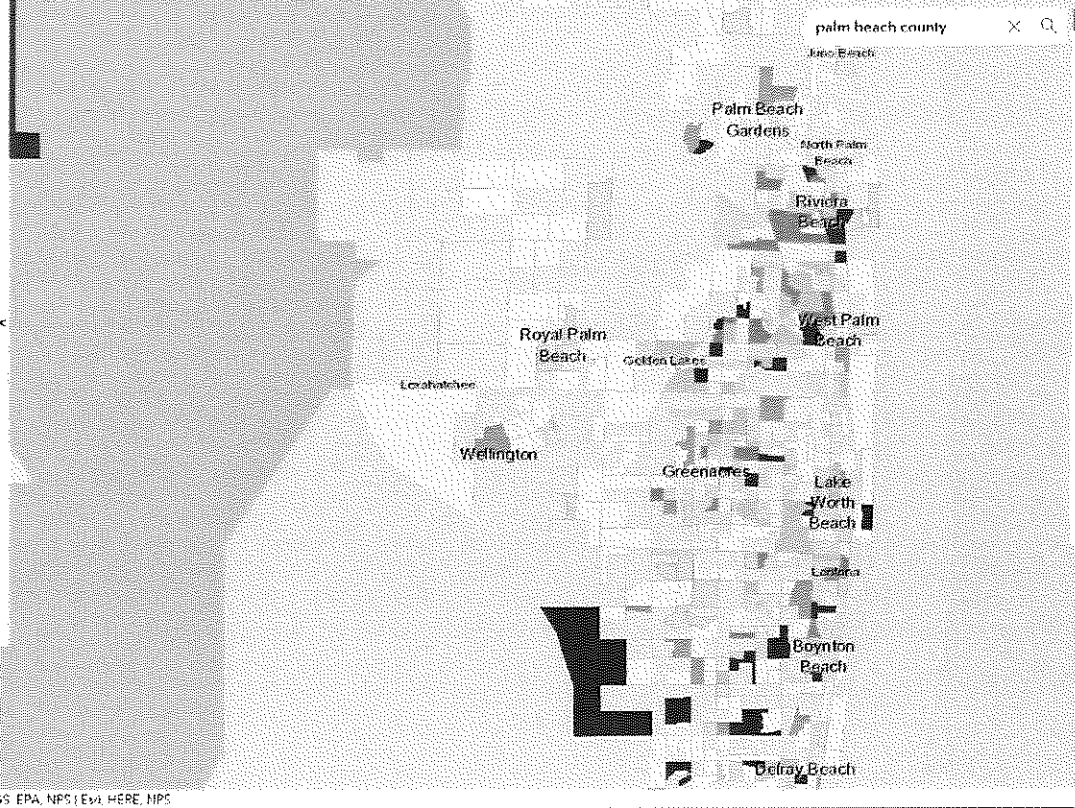 palm beach county
Juno Beach
Palm Beach
Gardens
North Palm
Beach
Riviera
Beach
West Palm
Beach
Royal Palm
Beach
Golden Lakes
Loxahatchee
Wellington
Greenacres
Lake
Worth
Beach
Lantana
Boynton
Beach
Delray Beach
GS, EPA, NPS | Esri, HERE, NPS